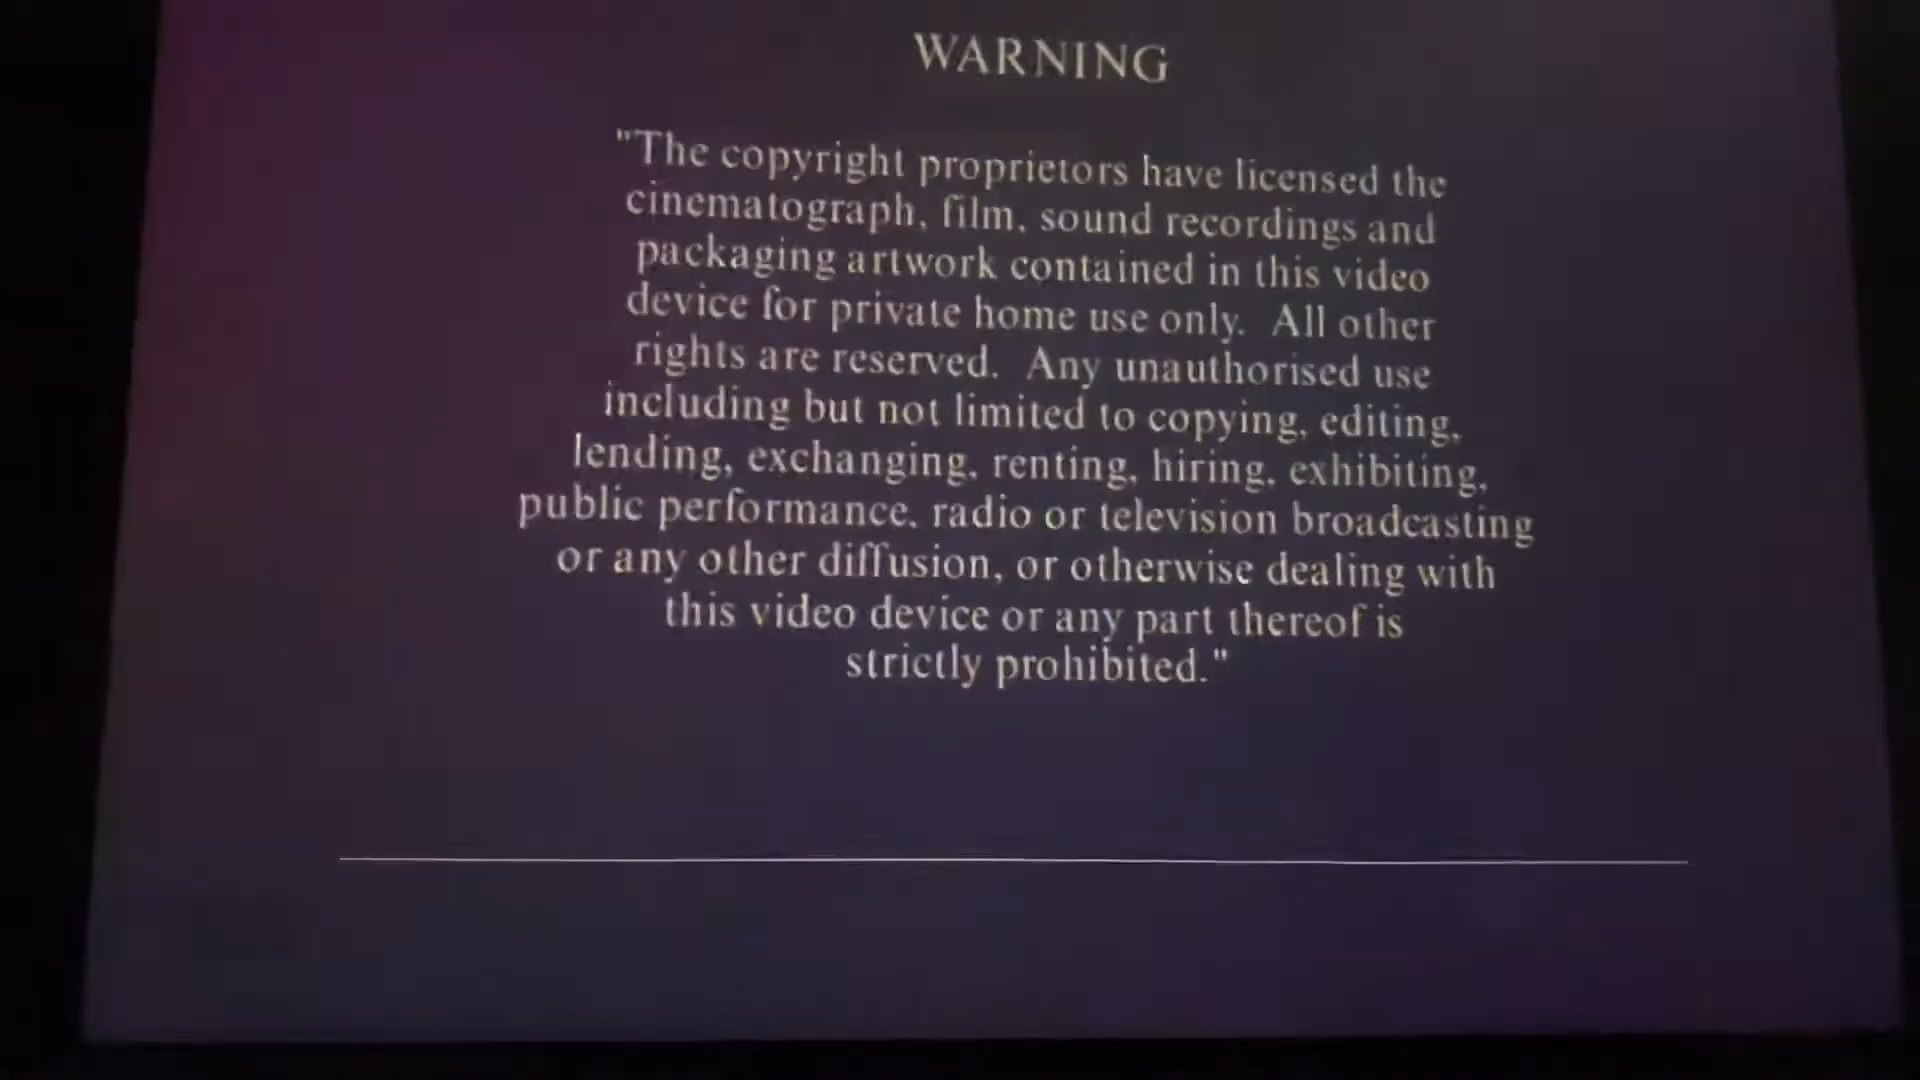 WARNING
"The copyright proprietors have licensed the
cinematograph, film, sound recordings and
packaging artwork contained in this video
device for private home use only. All other
rights are reserved. Any unauthorised use
including but not limited to copying, editing,
lending, exchanging, renting, hiring, exhibiting,
public performance, radio or television broadcasting
or any other diffusion, or otherwise dealing with
this video device or any part thereof is
strictly prohibited."